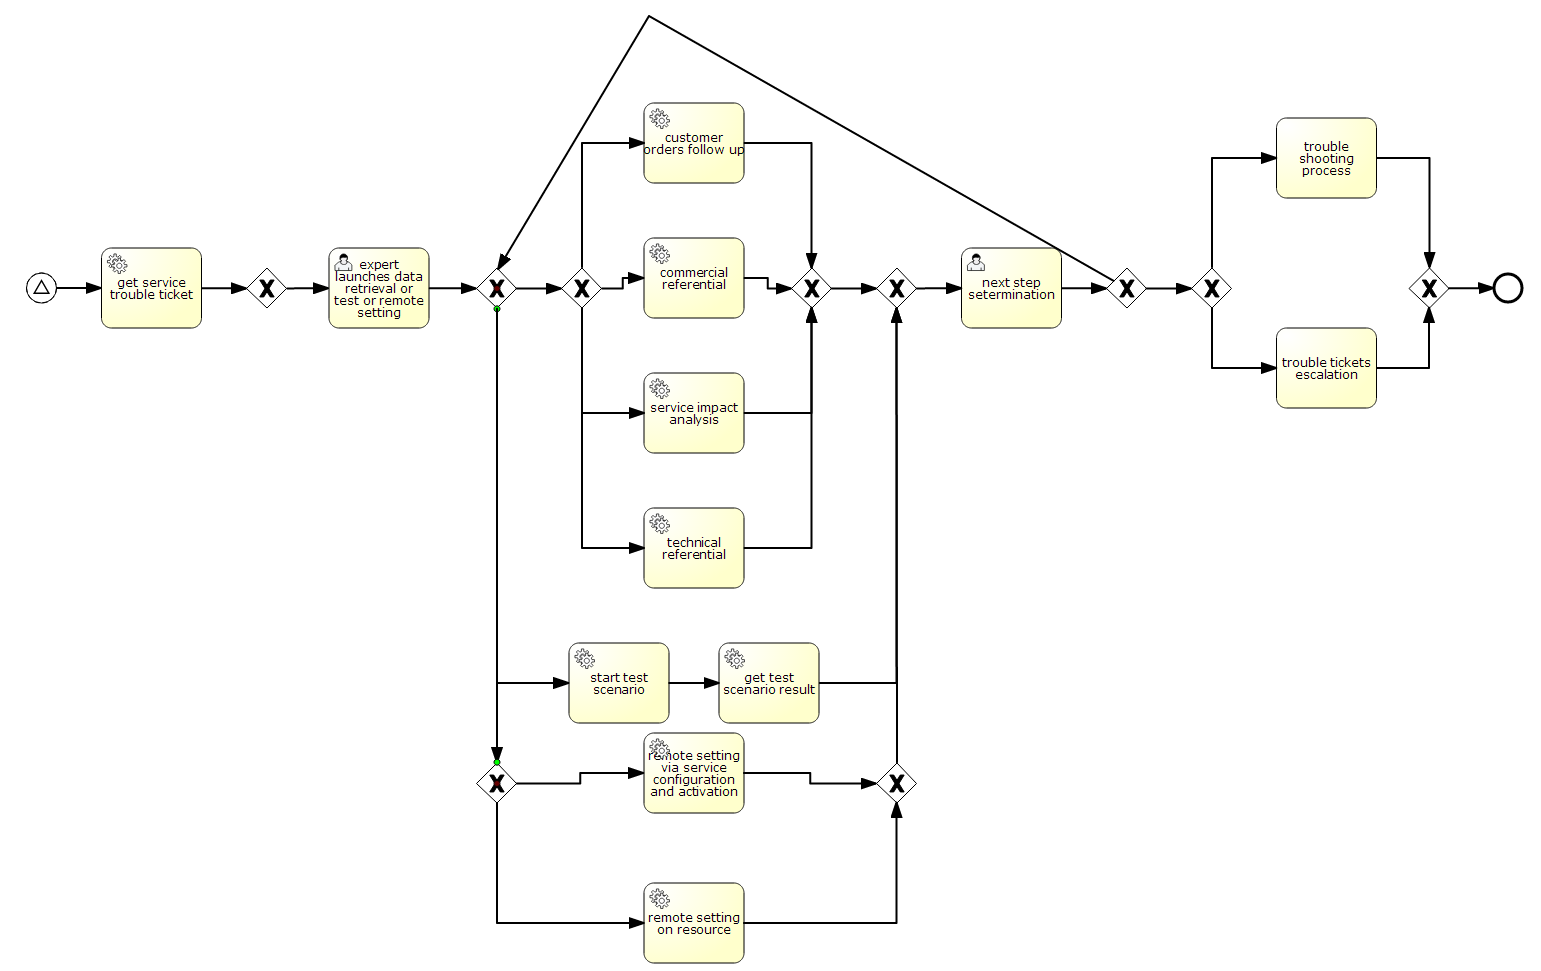 get service
trouble ticket
expert
launches data
retrieval or
test or remote
setting
customer
orders follow up
commercial
referential
service impact
analysis
technical
referential
start test
scenario
get test
scenario result
remote setting
via service
configuration
and activation
remote setting
on resource
next step
setermination
trouble
shooting
process
trouble tickets
escalation